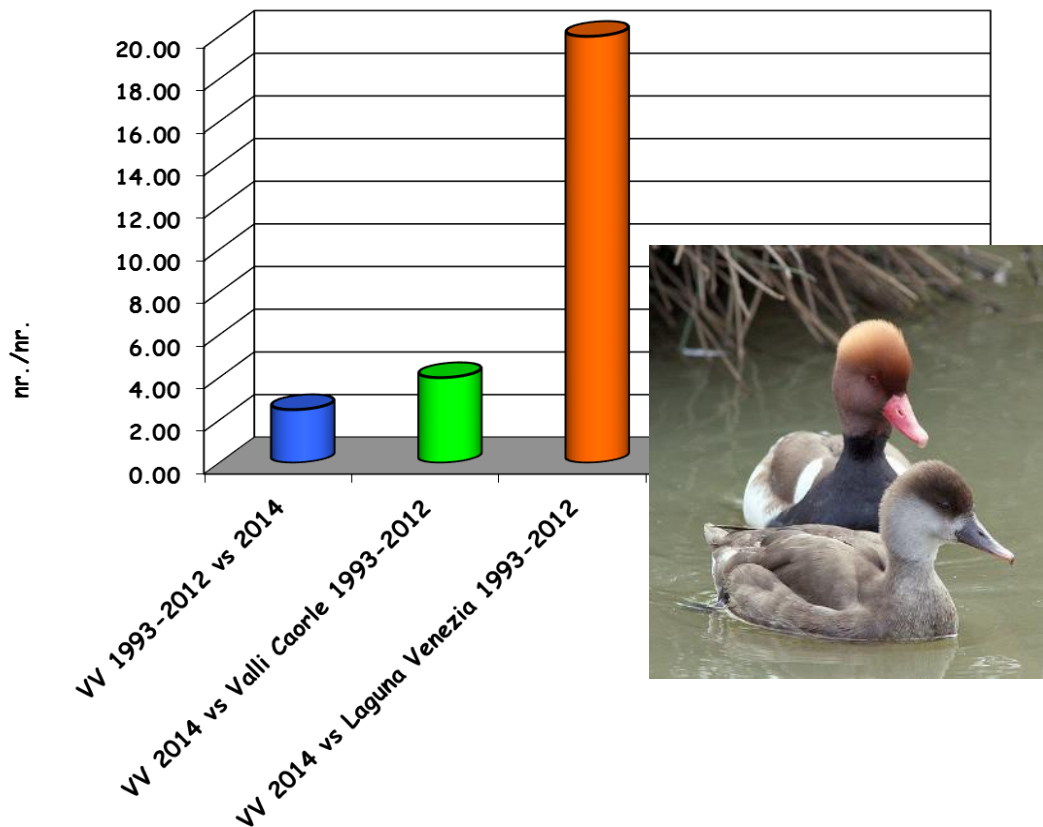 20.00
18.00
16.00
14.00
12.00
10.00
8.00
6.00
4.00
2.00
0.00
nr./nr.
VV 1993-2012 vs 2014
VV 2014 vs Valli Caorle 1993-2012
VV 2014 vs Laguna Venezia 1993-2012